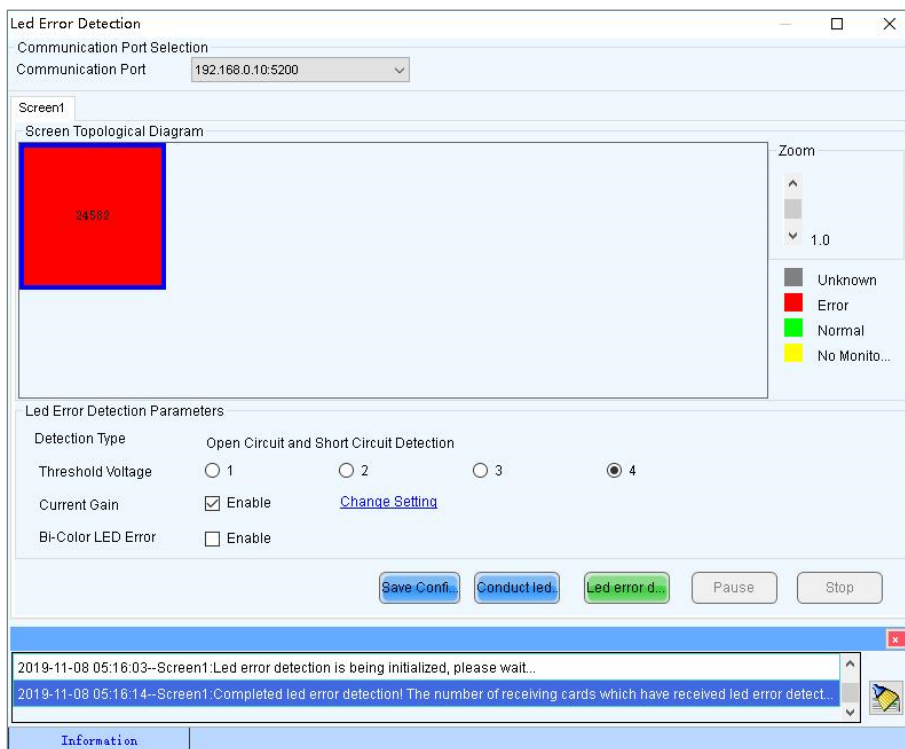 Led Error Detection
Communication Port Selection
Communication Port 192.168.0.10:5200
Screen1
Screen Topological Diagram
Zoom
24582
1.0
Unknown
Error
Normal
No Monito...
Led Error Detection Parameters
Detection Type Open Circuit and Short Circuit Detection
Threshold Voltage 1 2 3 4
Current Gain Enable Change Setting
Bi-Color LED Error Enable
Save Confi... Conduct led.. Led error d... Pause Stop
2019-11-08 05:16:03--Screen1:Led error detection is being initialized, please wait...
2019-11-08 05:16:14--Screen1:Completed led error detection! The number of receiving cards which have received led error detect...
Information